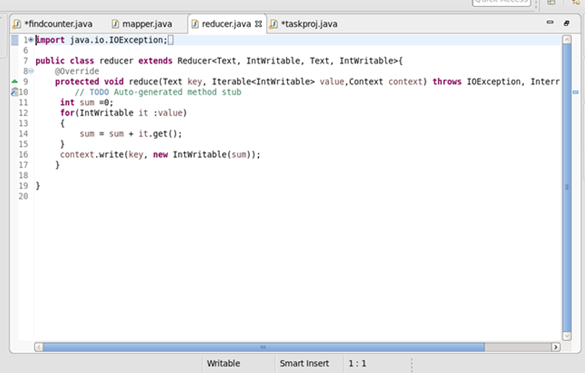 Quick Access
*findcounter.java mapper.java reducer.java *taskproj.java
1 import java.io.IOException;
6
7 public class reducer extends Reducer<Text, IntWritable, Text, IntWritable>{
8 @Override
9 protected void reduce(Text key, Iterable<IntWritable> value,Context context) throws IOException, Interr
10 // TODO Auto-generated method stub
11 int sum =0;
12 for(IntWritable it :value)
13 {
14 sum = sum + it.get();
15 }
16 context.write(key, new IntWritable(sum));
17 }
18
19 }
20
Writable Smart Insert 1 : 1